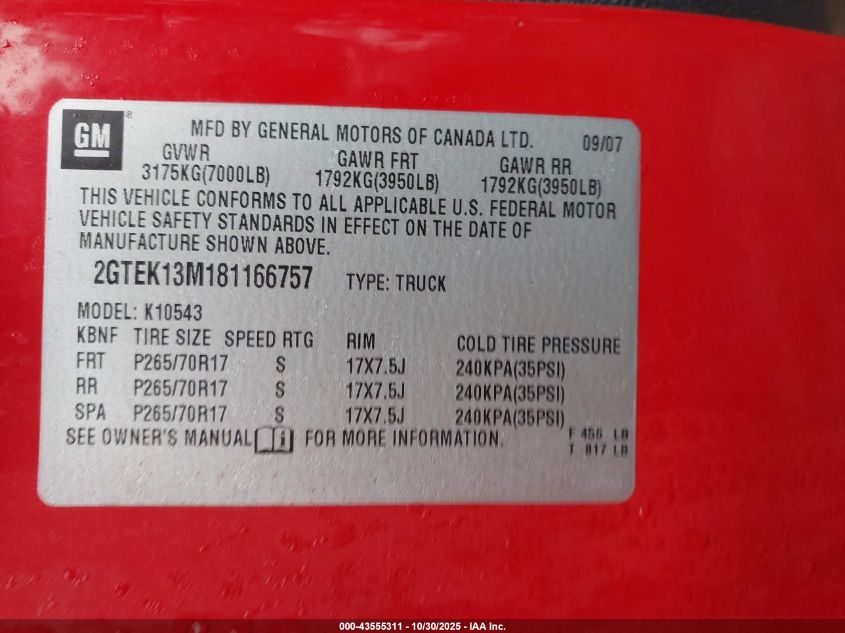 GM ®
MFD BY GENERAL MOTORS OF CANADA LTD. 09/07
GVWR GAWR FRT GAWR RR
3175KG(7000LB) 1792KG(3950LB) 1792KG(3950LB)
THIS VEHICLE CONFORMS TO ALL APPLICABLE U.S. FEDERAL MOTOR
VEHICLE SAFETY STANDARDS IN EFFECT ON THE DATE OF
MANUFACTURE SHOWN ABOVE.
2GTEK13M181166757 TYPE: TRUCK
MODEL: K10543
KBNF TIRE SIZE SPEED RTG RIM COLD TIRE PRESSURE
FRT P265/70R17 S 17X7.5J 240KPA(35PSI)
RR P265/70R17 S 17X7.5J 240KPA(35PSI)
SPA P265/70R17 S 17X7.5J 240KPA(35PSI)
SEE OWNER'S MANUAL i FOR MORE INFORMATION.
F 456 LB
T 817 LB
000-43555311 - 10/30/2025 - IAA Inc.